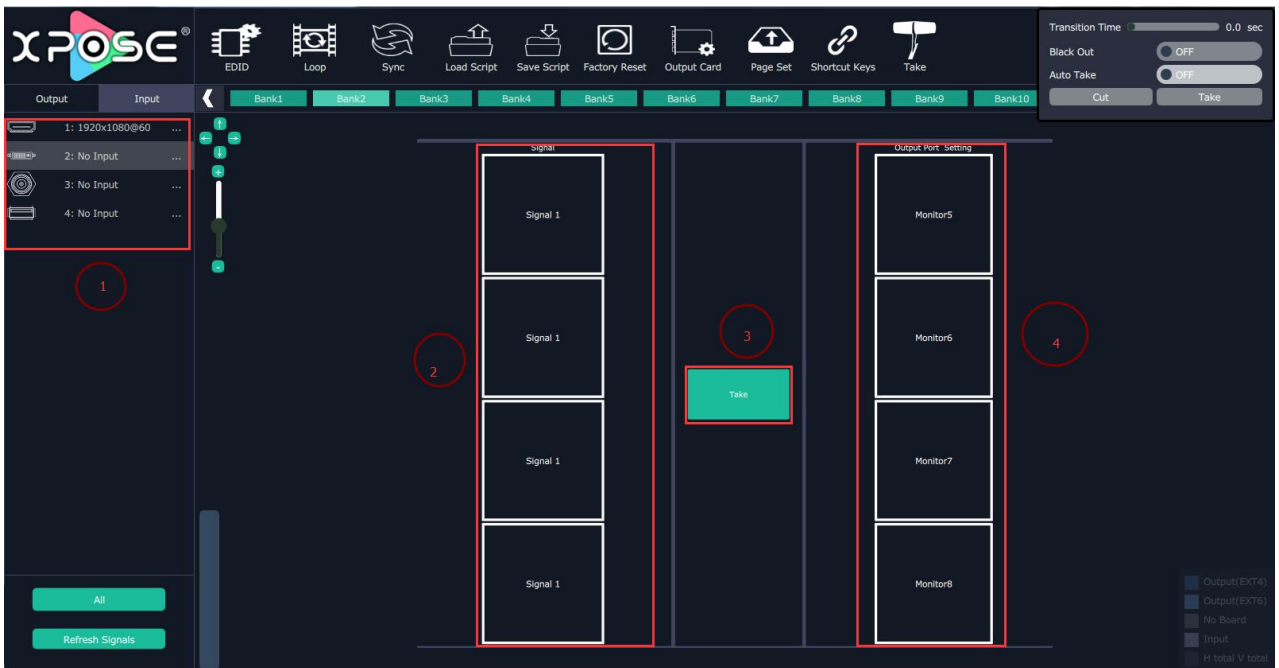 XPOSE®
EDID
Loop
Sync
Load Script
Save Script
Factory Reset
Output Card
Page Set
Shortcut Keys
Take
Transition Time 0.0 sec
Black Out OFF
Auto Take OFF
Cut Take
Output Input
❮ Bank1 Bank2 Bank3 Bank4 Bank5 Bank6 Bank7 Bank8 Bank9 Bank10
1: 1920x1080@60 ...
2: No Input ...
3: No Input ...
4: No Input ...
1
Signal
Signal 1
Signal 1
Signal 1
Signal 1
2
3
Take
Output Port Setting
Monitor5
Monitor6
Monitor7
Monitor8
4
All
Refresh Signals
Output(EXT4)
Output(EXT6)
No Board
Input
H total V total